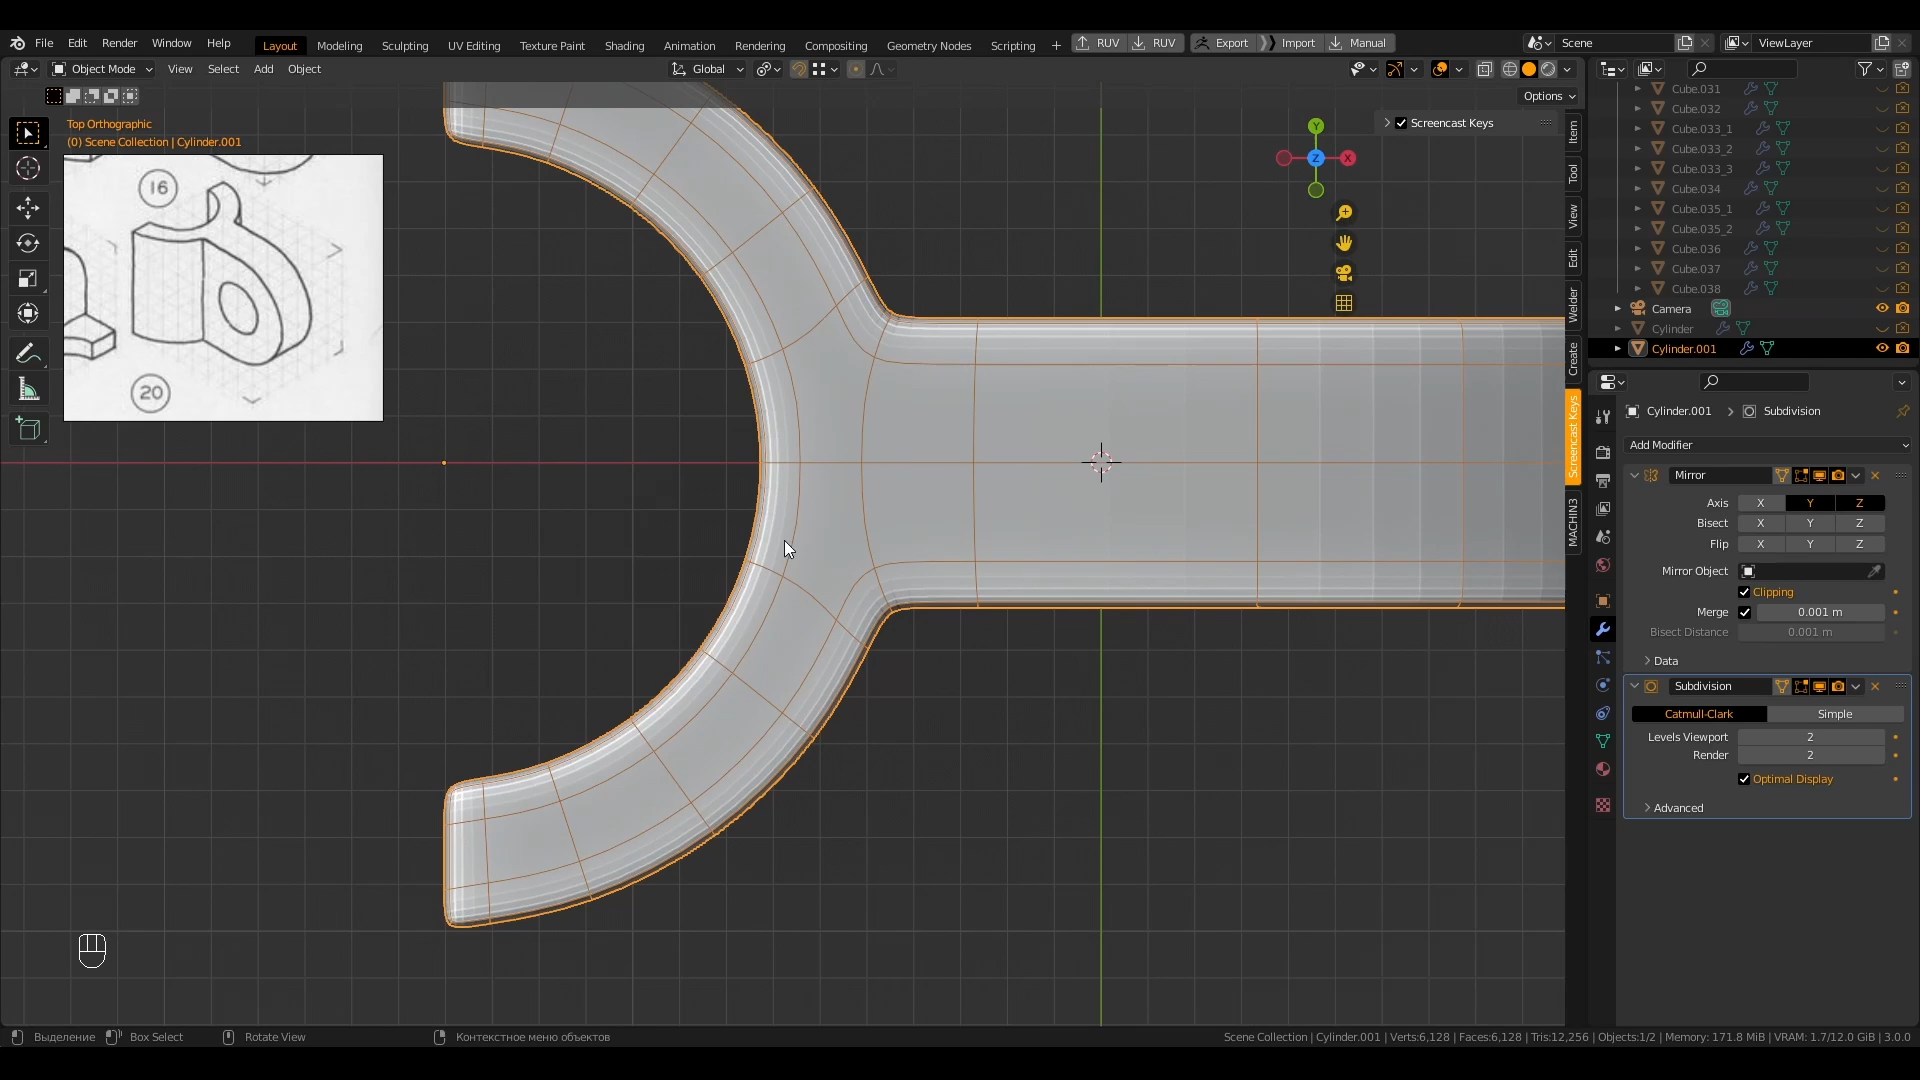 File Edit Render Window Help Layout Modeling Sculpting UV Editing Texture Paint Shading Animation Rendering Compositing Geometry Nodes Scripting + RUV RUV Export Import Manual Scene ViewLayer
Object Mode View Select Add Object Global
Options
Top Orthographic
(0) Scene Collection | Cylinder.001
16
20
Y
X
Z
Screencast Keys
Item
Tool
View
Edit
Welder
Create
Screencast Keys
MACHIN3
Cube.031
Cube.032
Cube.033_1
Cube.033_2
Cube.033_3
Cube.034
Cube.035_1
Cube.035_2
Cube.036
Cube.037
Cube.038
Camera
Cylinder
Cylinder.001
Cylinder.001 > Subdivision
Add Modifier
Mirror
Axis X Y Z
Bisect X Y Z
Flip X Y Z
Mirror Object
Clipping
Merge 0.001 m
Bisect Distance 0.001 m
Data
Subdivision
Catmull-Clark Simple
Levels Viewport 2
Render 2
Optimal Display
Advanced
Выделение Box Select Rotate View Контекстное меню объектов Scene Collection | Cylinder.001 | Verts:6,128 | Faces:6,128 | Tris:12,256 | Objects:1/2 | Memory: 171.8 MiB | VRAM: 1.7/12.0 GiB | 3.0.0